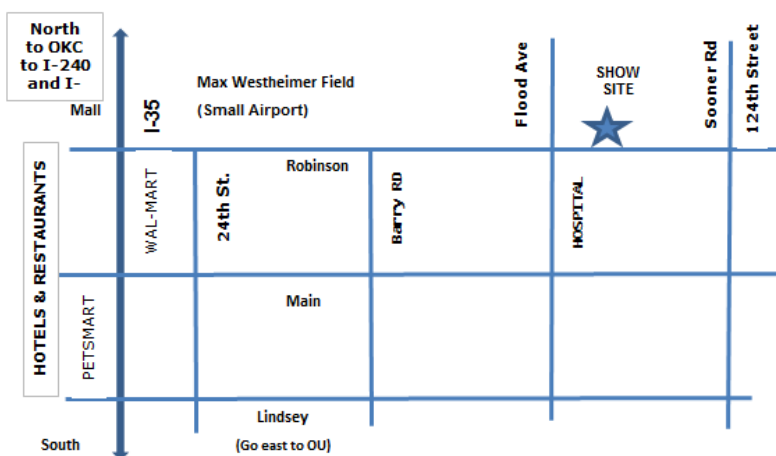 North
to OKC
to I-240
and I-
Mall
I-35
Max Westheimer Field
(Small Airport)
Flood Ave
SHOW
SITE
Sooner Rd
124th Street
HOTELS & RESTAURANTS
WAL-MART
24th St.
Robinson
Barry RD
HOSPITAL
PETSMART
Main
Lindsey
(Go east to OU)
South